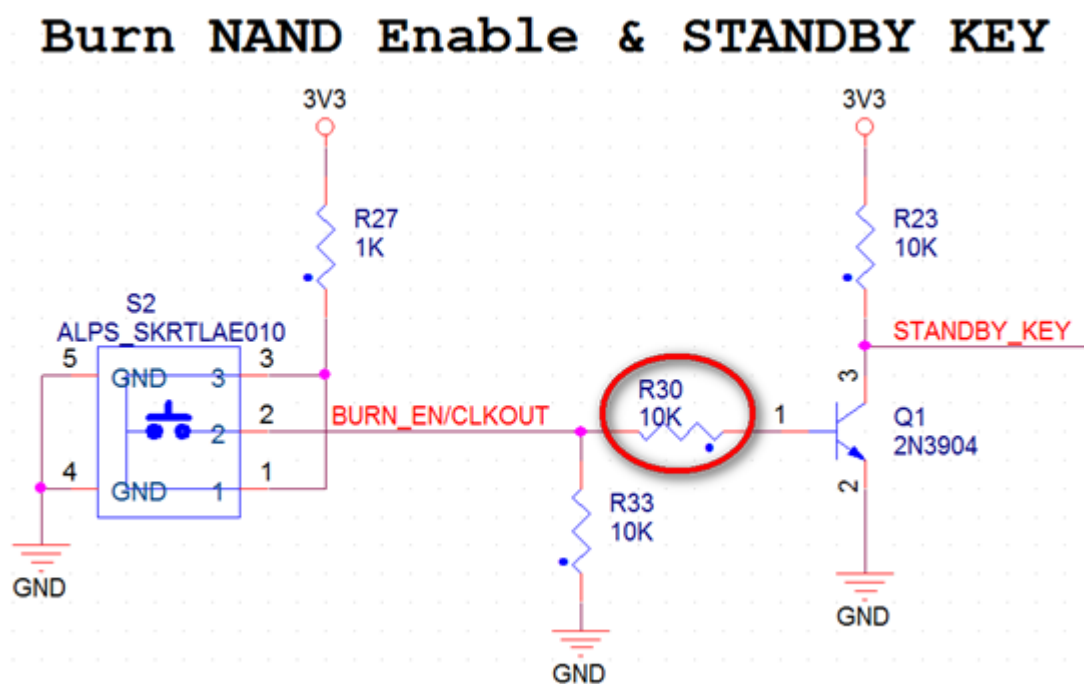 Burn NAND Enable & STANDBY KEY
3V3
3V3
R27
1K
R23
10K
S2
ALPS_SKRTLAE010
STANDBY_KEY
5
GND
3
3
3
R30
10K
2
2
BURN_EN/CLKOUT
1
Q1
2N3904
4
GND
1
1
2
R33
10K
GND
GND
GND